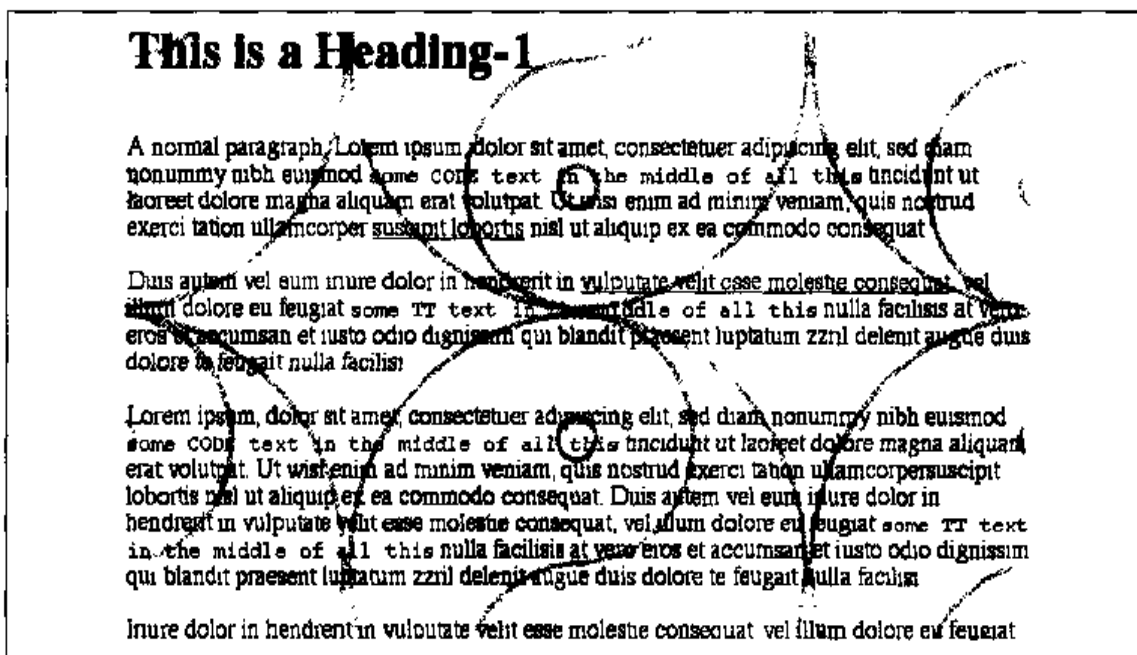 This is a Heading-1
A normal paragraph, Lorem ipsum, dolor sit amet, consectetuer adipiscing elit, sed diam
nonummy nibh euismod some CODE text in the middle of all this tincidunt ut
laoreet dolore magna aliquam erat volutpat. Ut wisi enim ad minim veniam, quis nostrud
exerci tation ullamcorper suscipit lobortis nisl ut aliquip ex ea commodo consequat
Duis autem vel eum iriure dolor in hendrerit in vulputate velit esse molestie consequat, vel
illum dolore eu feugiat some TT text in the middle of all this nulla facilisis at vero
eros et accumsan et iusto odio dignissim qui blandit praesent luptatum zzril delenit augue duis
dolore te feugait nulla facilisi
Lorem ipsum, dolor sit amet, consectetuer adipiscing elit, sed diam nonummy nibh euismod
some CODE text in the middle of all this tincidunt ut laoreet dolore magna aliquam
erat volutpat. Ut wisi enim ad minim veniam, quis nostrud exerci tation ullamcorpersuscipit
lobortis nisl ut aliquip ex ea commodo consequat. Duis autem vel eum iriure dolor in
hendrerit in vulputate velit esse molestie consequat, vel illum dolore eu feugiat some TT text
in the middle of all this nulla facilisis at vero eros et accumsan et iusto odio dignissim
qui blandit praesent luptatum zzril delenit augue duis dolore te feugait nulla facilisi
Iriure dolor in hendrerit in vulputate velit esse molestie consequat vel illum dolore eu feugiat